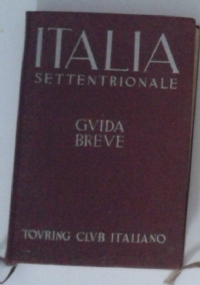 ITALIA
SETTENTRIONALE
GVIDA
BREVE
TOVRING CLVB ITALIANO